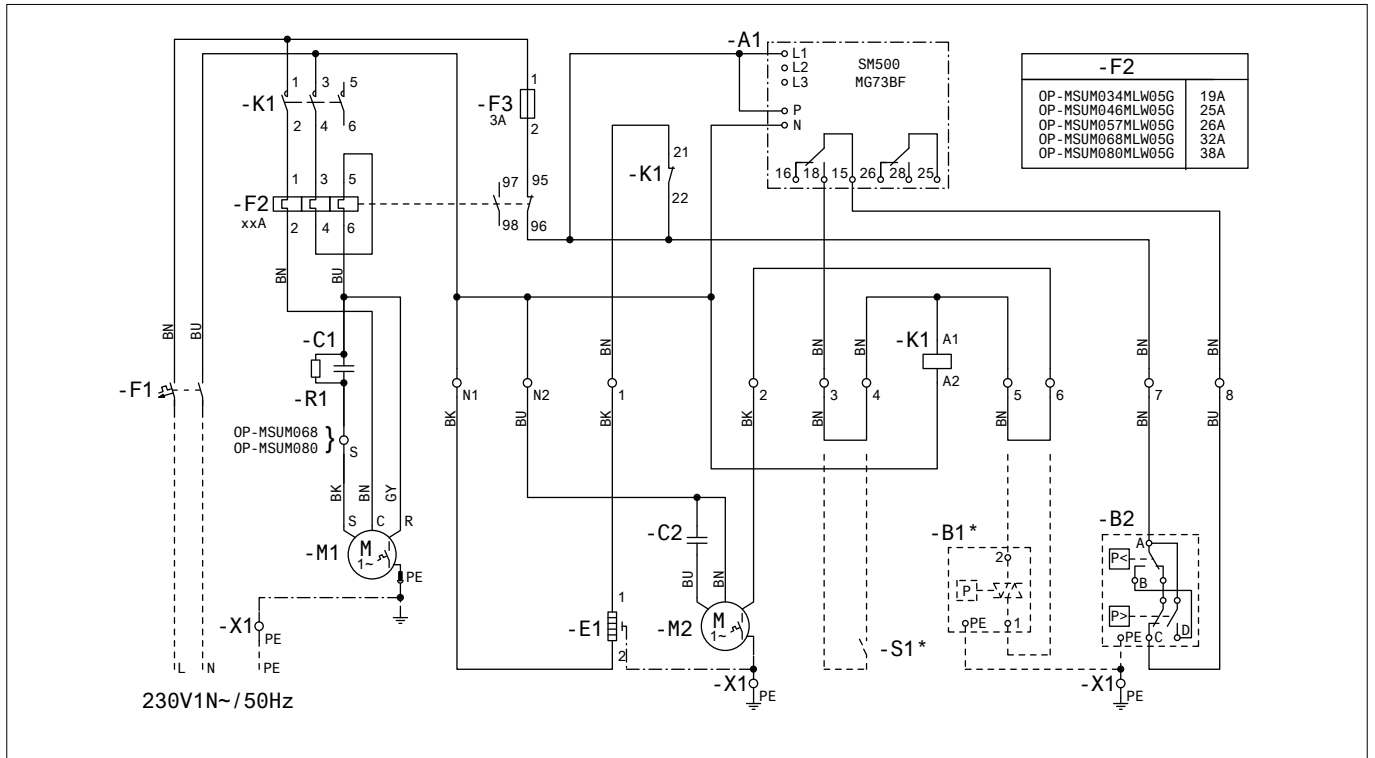 -A1
L1
L2
L3
P
N
SM500
MG73BF
16 18 15 26 28 25
-F2
OP-MSUM034MLW05G 19A
OP-MSUM046MLW05G 25A
OP-MSUM057MLW05G 26A
OP-MSUM068MLW05G 32A
OP-MSUM080MLW05G 38A
-K1
1 3 5
2 4 6
-F3
3A
1
2
-K1
21
22
-F2
xxA
1 3 5
2 4 6
97 95
98 96
BN
BU
BN
BU
-F1
-C1
-R1
OP-MSUM068
OP-MSUM080
}
S
BK
BN
GY
S C R
-M1
M
1~
PE
-X1
PE
L N PE
230V1N~/50Hz
N1
BK
N2
BU
BN
1
BK
2
BK
BN
3
BN
BN
4
-K1
A1
A2
5
BN
6
BN
7
BN
BN
8
BU
1
-E1
2
-C2
BU
BN
-M2
M
1~
-X1
PE
-S1*
-B1*
2
P
PE
1
-B2
A
P<
B
P>
PE
C
D
-X1
PE